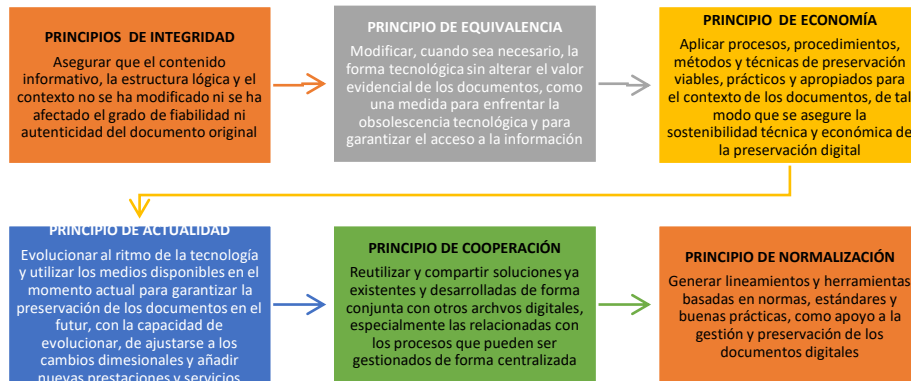 PRINCIPIOS DE INTEGRIDAD
Asegurar que el contenido
informativo, la estructura lógica y el
contexto no se ha modificado ni se ha
afectado el grado de fiabilidad ni
autenticidad del documento original
PRINCIPIO DE EQUIVALENCIA
Modificar, cuando sea necesario, la
forma tecnológica sin alterar el valor
evidencial de los documentos, como
una medida para enfrentar la
obsolescencia tecnológica y para
garantizar el acceso a la información
PRINCIPIO DE ECONOMÍA
Aplicar procesos, procedimientos,
métodos y técnicas de preservación
viables, prácticos y apropiados para
el contexto de los documentos, de tal
modo que se asegure la
sostenibilidad técnica y económica de
la preservación digital
PRINCIPIO DE ACTUALIDAD
Evolucionar al ritmo de la tecnología
y utilizar los medios disponibles en el
momento actual para garantizar la
preservación de los documentos en el
futur, con la capacidad de
evolucionar, de ajustarse a los
cambios dimesionales y añadir
nuevas prestaciones y servicios
PRINCIPIO DE COOPERACIÓN
Reutilizar y compartir soluciones ya
existentes y desarrolladas de forma
conjunta con otros archvos digitales,
especialmente las relacionadas con
los procesos que pueden ser
gestionados de forma centralizada
PRINCIPIO DE NORMALIZACIÓN
Generar lineamientos y herramientas
basadas en normas, estándares y
buenas prácticas, como apoyo a la
gestión y preservación de los
documentos digitales